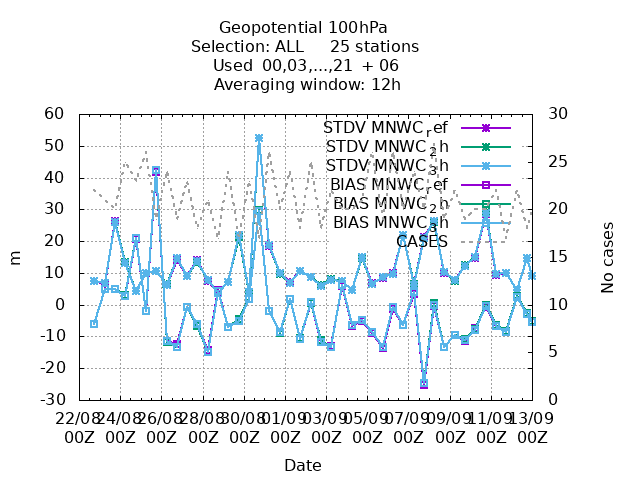 Geopotential 100hPa
Selection: ALL 25 stations
Used 00,03,...,21 + 06
Averaging window: 12h
60 30
50 25
40 20
30
20 15
10 10
0
-10 5
-20
-30 0
m
No cases
STDV MNWC_ref
STDV MNWC_2h
STDV MNWC_3h
BIAS MNWC_ref
BIAS MNWC_2h
BIAS MNWC_3h
CASES
22/08 24/08 26/08 28/08 30/08 01/09 03/09 05/09 07/09 09/09 11/09 13/09
00Z 00Z 00Z 00Z 00Z 00Z 00Z 00Z 00Z 00Z 00Z 00Z
Date